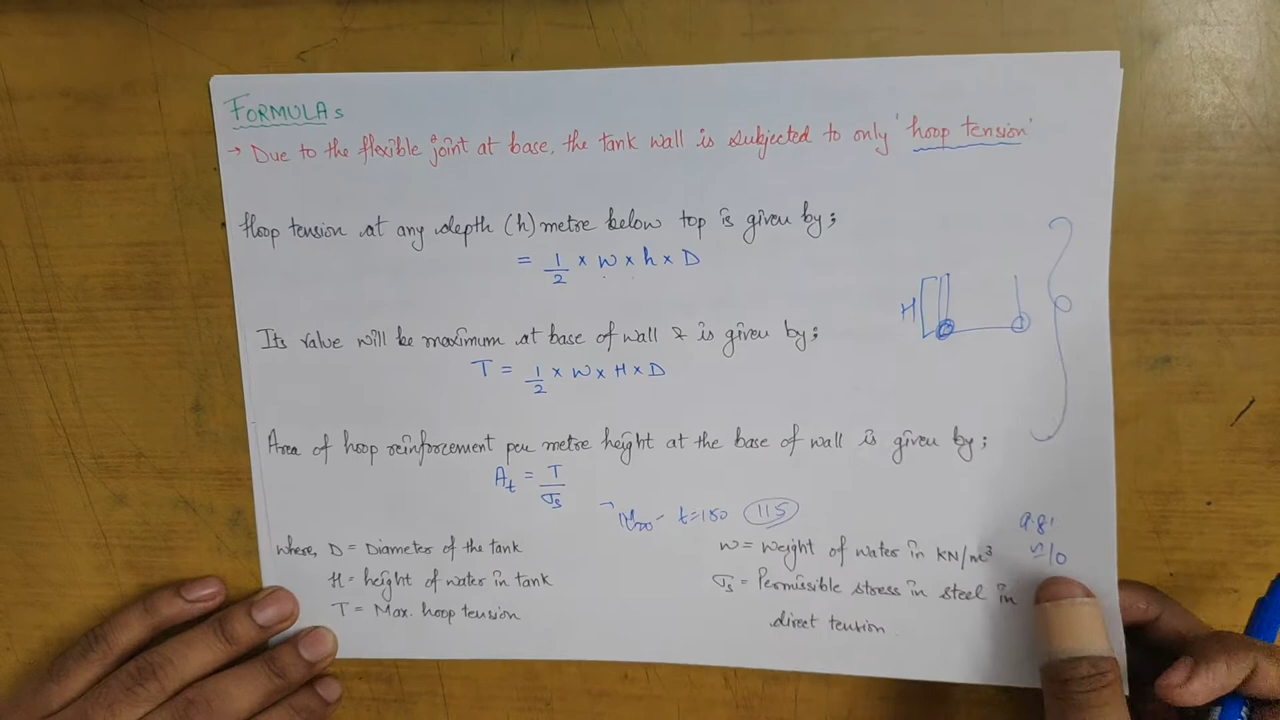 FORMULAs
→ Due to the flexible joint at base, the tank wall is subjected to only 'hoop tension'
Hoop tension at any depth (h) metre below top is given by;
= 1/2 × w × h × D
H
Its value will be maximum at base of wall & is given by;
T = 1/2 × w × H × D
Area of hoop reinforcement per metre height at the base of wall is given by;
At = T/σs
t=150 115
where, D = Diameter of the tank
H = height of water in tank
T = Max. hoop tension
w = weight of water in KN/m³
9.81
≈10
σs = Permissible stress in steel in
direct tension.